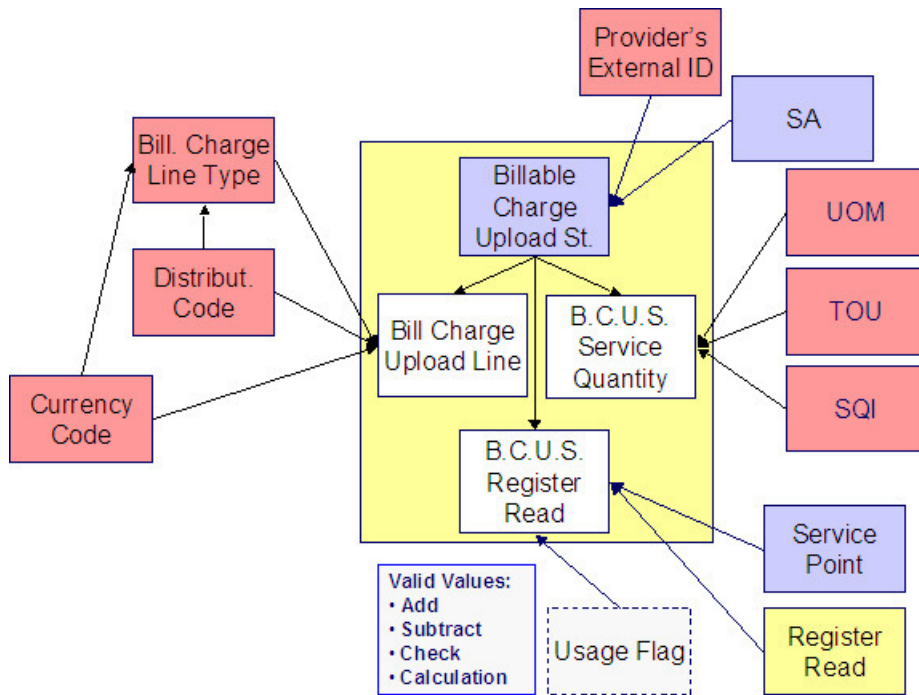 Provider's
External ID
SA
Bill. Charge
Line Type
Billable
Charge
Upload St.
UOM
Distribut.
Code
TOU
Bill Charge
Upload Line
B.C.U.S.
Service
Quantity
Currency
Code
SQI
B.C.U.S.
Register
Read
Service
Point
Valid Values:
• Add
• Subtract
• Check
• Calculation
Usage Flag
Register
Read